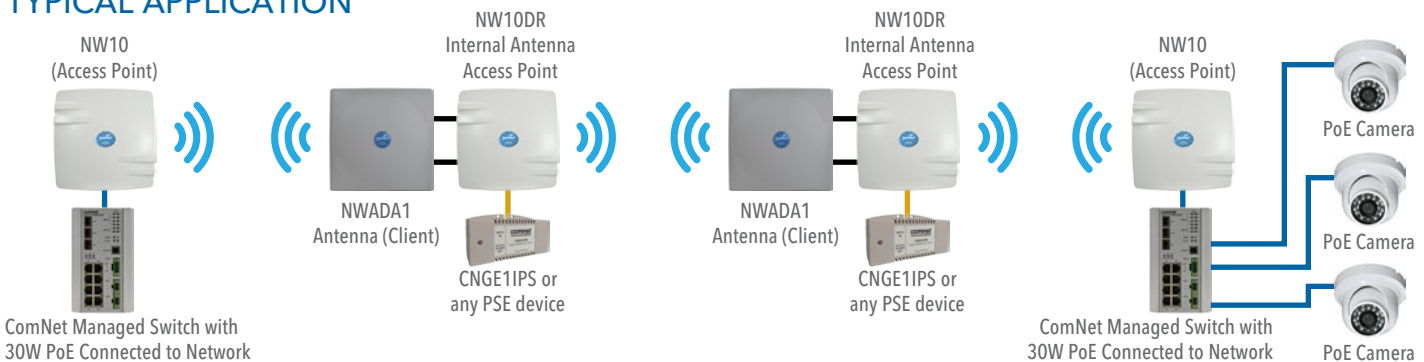 TYPICAL APPLICATION
NW10
(Access Point)
NW10DR
Internal Antenna
Access Point
NW10DR
Internal Antenna
Access Point
NW10
(Access Point)
PoE Camera
NWADA1
Antenna (Client)
comnet
CNGE1IPS or
any PSE device
NWADA1
Antenna (Client)
comnet
CNGE1IPS or
any PSE device
PoE Camera
ComNet Managed Switch with
30W PoE Connected to Network
ComNet Managed Switch with
30W PoE Connected to Network
PoE Camera